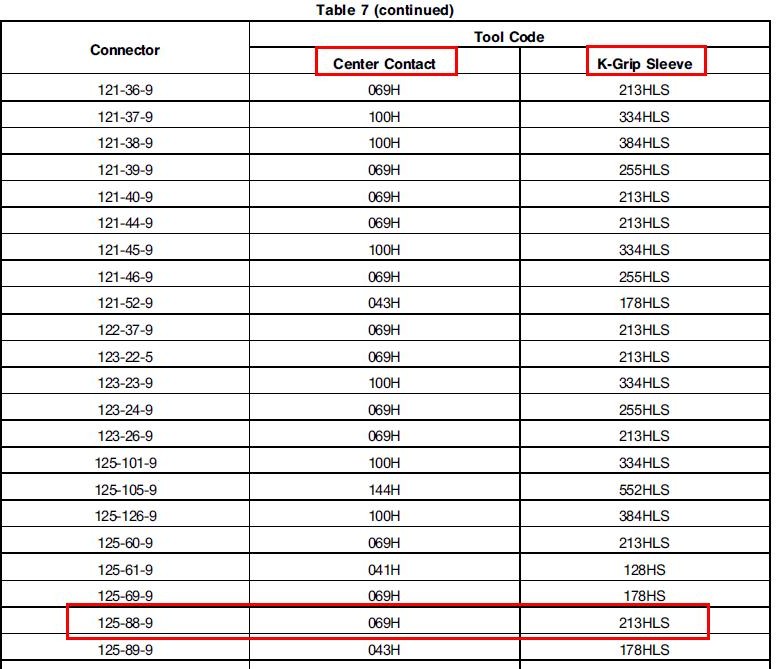 Table 7 (continued)
Connector Tool Code
Center Contact K-Grip Sleeve
121-36-9 069H 213HLS
121-37-9 100H 334HLS
121-38-9 100H 384HLS
121-39-9 069H 255HLS
121-40-9 069H 213HLS
121-44-9 069H 213HLS
121-45-9 100H 334HLS
121-46-9 069H 255HLS
121-52-9 043H 178HLS
122-37-9 069H 213HLS
123-22-5 069H 213HLS
123-23-9 100H 334HLS
123-24-9 069H 255HLS
123-26-9 069H 213HLS
125-101-9 100H 334HLS
125-105-9 144H 552HLS
125-126-9 100H 384HLS
125-60-9 069H 213HLS
125-61-9 041H 128HS
125-69-9 069H 178HS
125-88-9 069H 213HLS
125-89-9 043H 178HLS